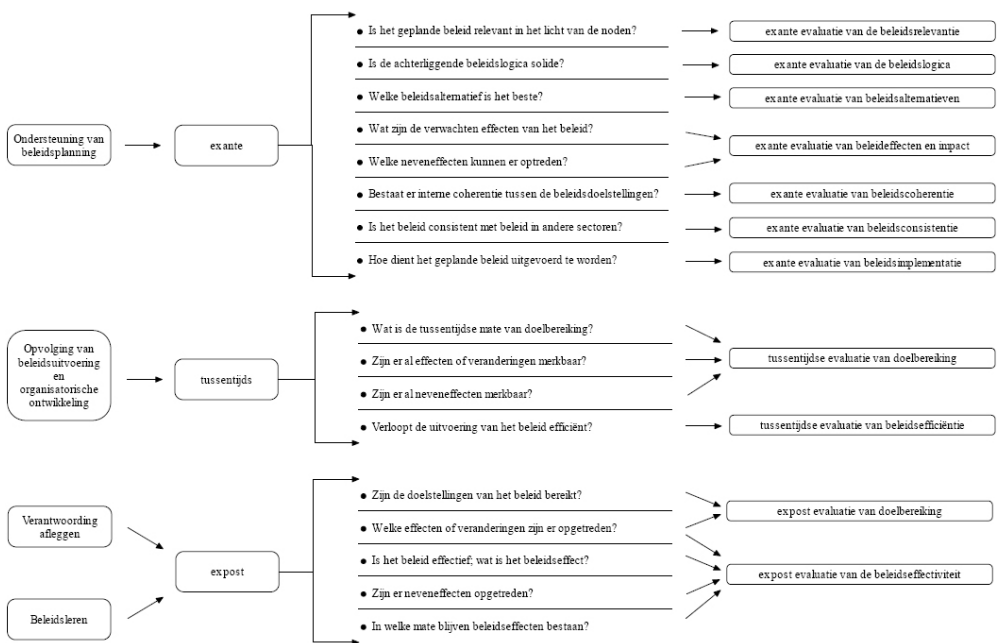 Ondersteuning van
beleidsplanning
exante
● Is het geplande beleid relevant in het licht van de noden?
● Is de achterliggende beleidslogica solide?
● Welke beleidsalternatief is het beste?
● Wat zijn de verwachten effecten van het beleid?
● Welke neveneffecten kunnen er optreden?
● Bestaat er interne coherentie tussen de beleidsdoelstellingen?
● Is het beleid consistent met beleid in andere sectoren?
● Hoe dient het geplande beleid uitgevoerd te worden?
exante evaluatie van de beleidsrelevantie
exante evaluatie van de beleidslogica
exante evaluatie van beleidsalternatieven
exante evaluatie van beleideffecten en impact
exante evaluatie van beleidscoherentie
exante evaluatie van beleidsconsistentie
exante evaluatie van beleidsimplementatie
Opvolging van
beleidsuitvoering
en
organisatorische
ontwikkeling
tussentijds
● Wat is de tussentijdse mate van doelbereiking?
● Zijn er al effecten of veranderingen merkbaar?
● Zijn er al neveneffecten merkbaar?
● Verloopt de uitvoering van het beleid efficiënt?
tussentijdse evaluatie van doelbereiking
tussentijdse evaluatie van beleidsefficiëntie
Verantwoording
afleggen
Beleidsleren
expost
● Zijn de doelstellingen van het beleid bereikt?
● Welke effecten of veranderingen zijn er opgetreden?
● Is het beleid effectief; wat is het beleidseffect?
● Zijn er neveneffecten opgetreden?
● In welke mate blijven beleidseffecten bestaan?
expost evaluatie van doelbereiking
expost evaluatie van de beleidseffectiviteit